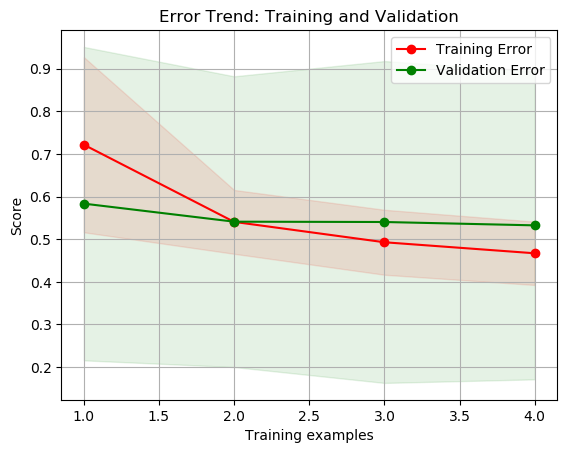 Error Trend: Training and Validation
Training Error
Validation Error
Score
0.9
0.8
0.7
0.6
0.5
0.4
0.3
0.2
1.0 1.5 2.0 2.5 3.0 3.5 4.0
Training examples